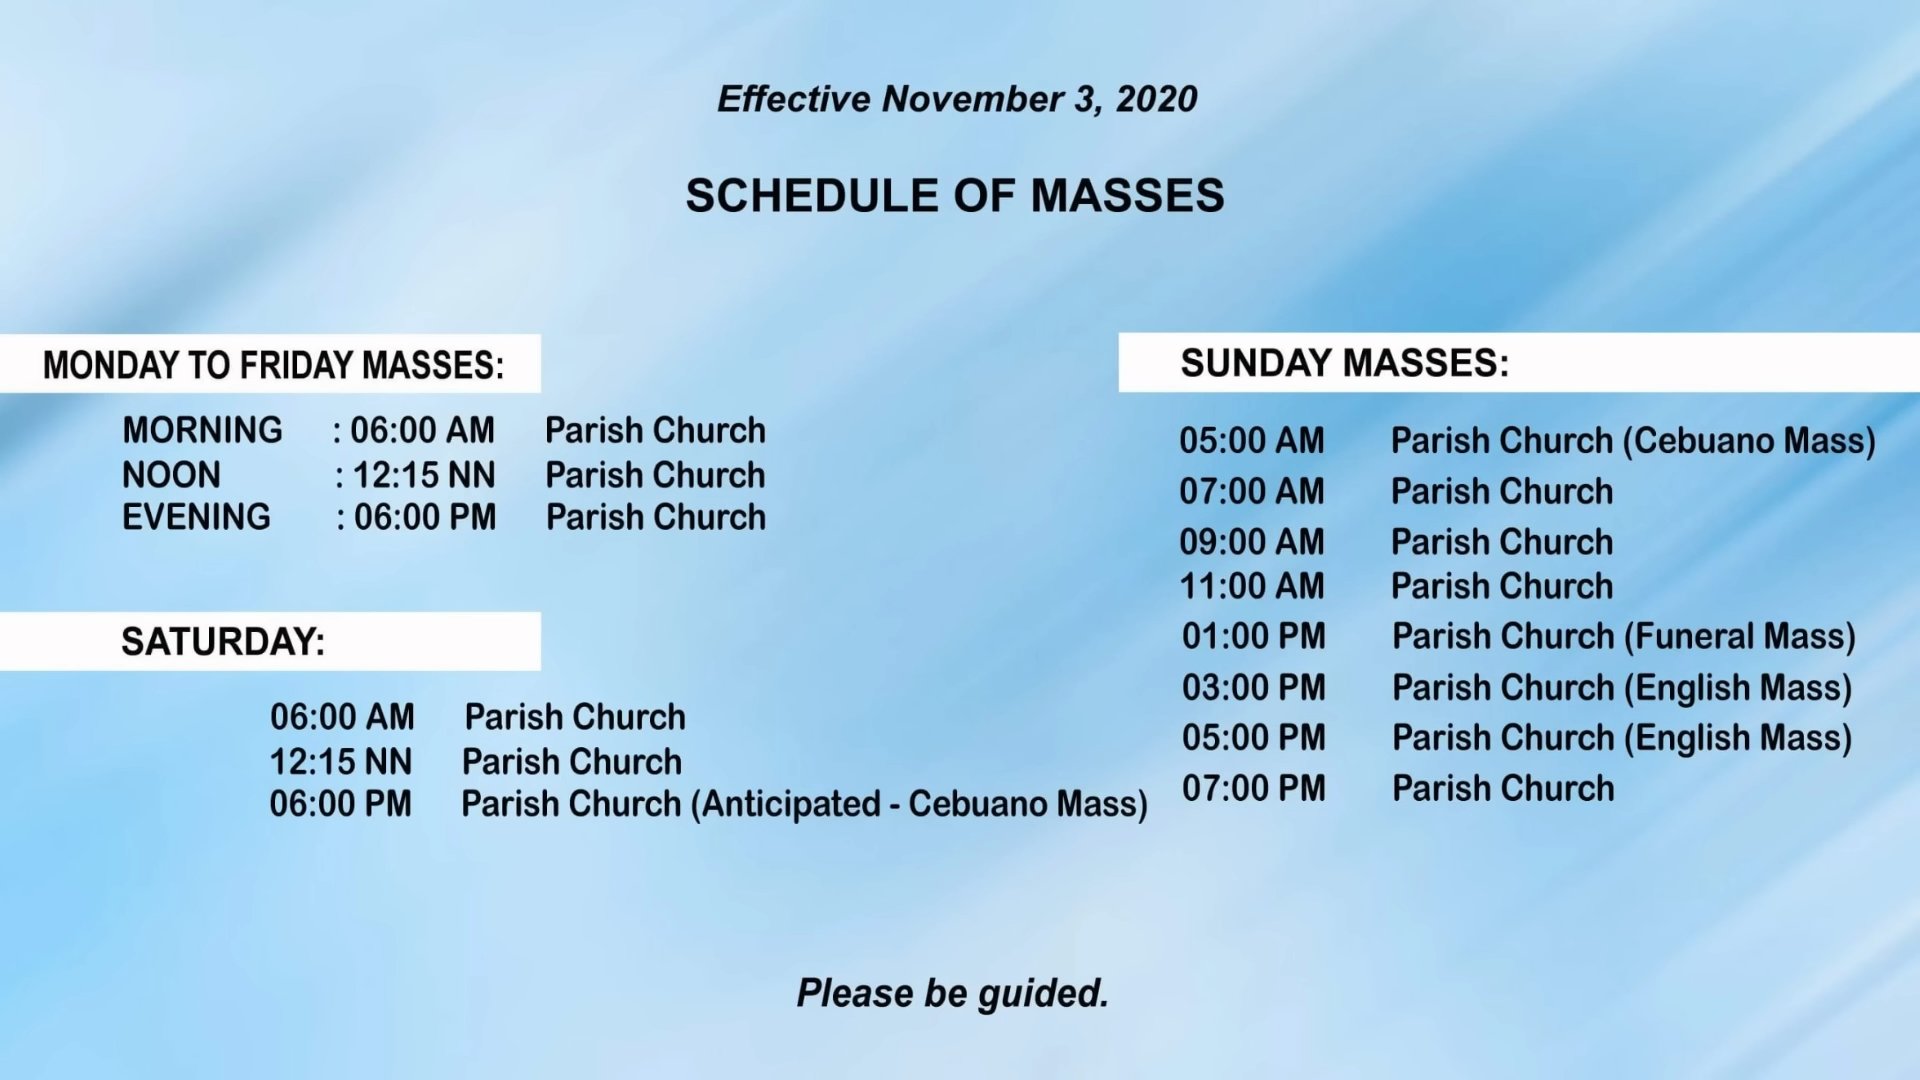 Effective November 3, 2020
SCHEDULE OF MASSES
MONDAY TO FRIDAY MASSES:
MORNING : 06:00 AM Parish Church
NOON : 12:15 NN Parish Church
EVENING : 06:00 PM Parish Church
SATURDAY:
06:00 AM Parish Church
12:15 NN Parish Church
06:00 PM Parish Church (Anticipated - Cebuano Mass)
SUNDAY MASSES:
05:00 AM Parish Church (Cebuano Mass)
07:00 AM Parish Church
09:00 AM Parish Church
11:00 AM Parish Church
01:00 PM Parish Church (Funeral Mass)
03:00 PM Parish Church (English Mass)
05:00 PM Parish Church (English Mass)
07:00 PM Parish Church
Please be guided.